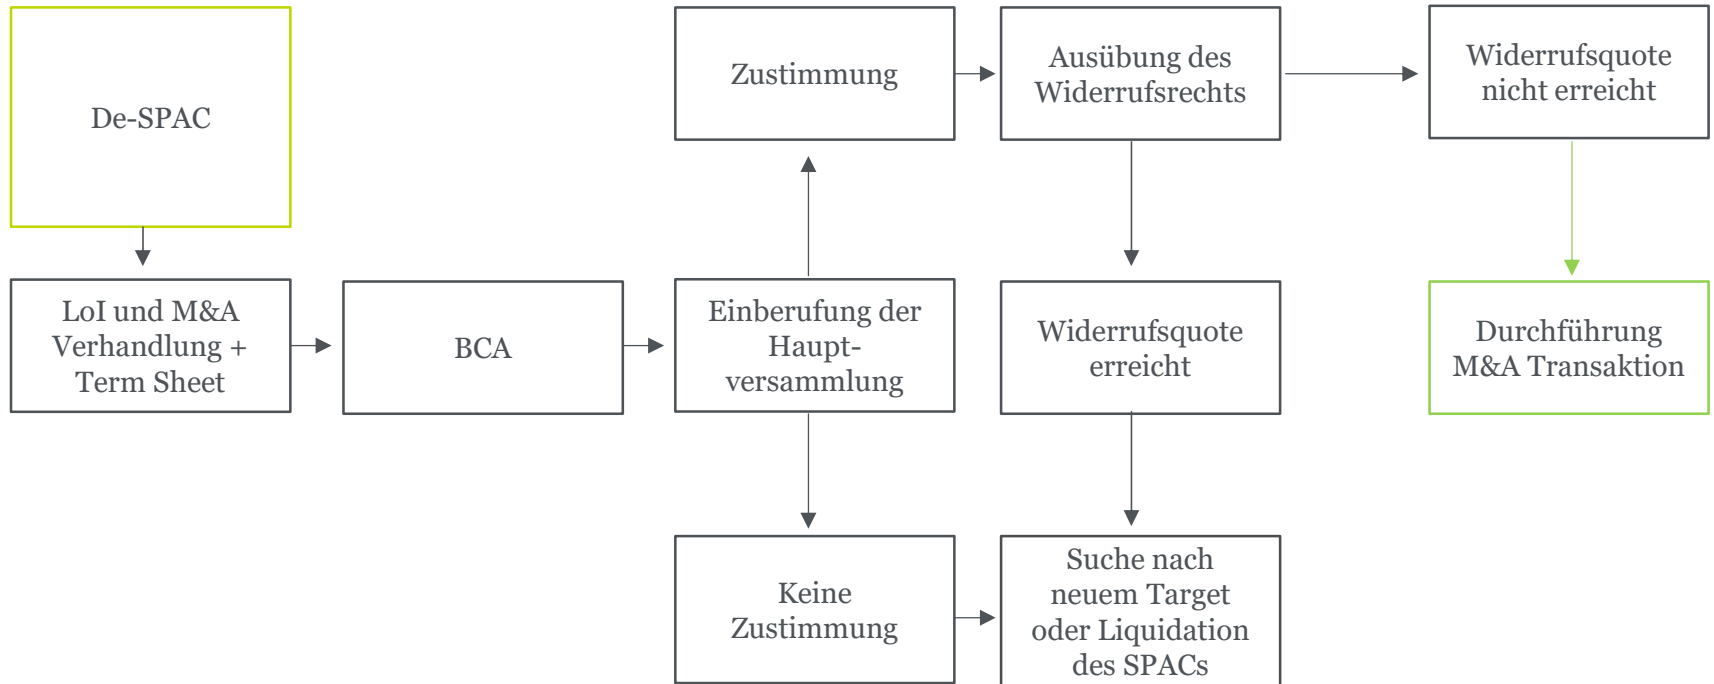 De-SPAC
LoI und M&A
Verhandlung +
Term Sheet
BCA
Einberufung der
Haupt-
versammlung
Zustimmung
Ausübung des
Widerrufsrechts
Widerrufsquote
nicht erreicht
Widerrufsquote
erreicht
Durchführung
M&A Transaktion
Keine
Zustimmung
Suche nach
neuem Target
oder Liquidation
des SPACs